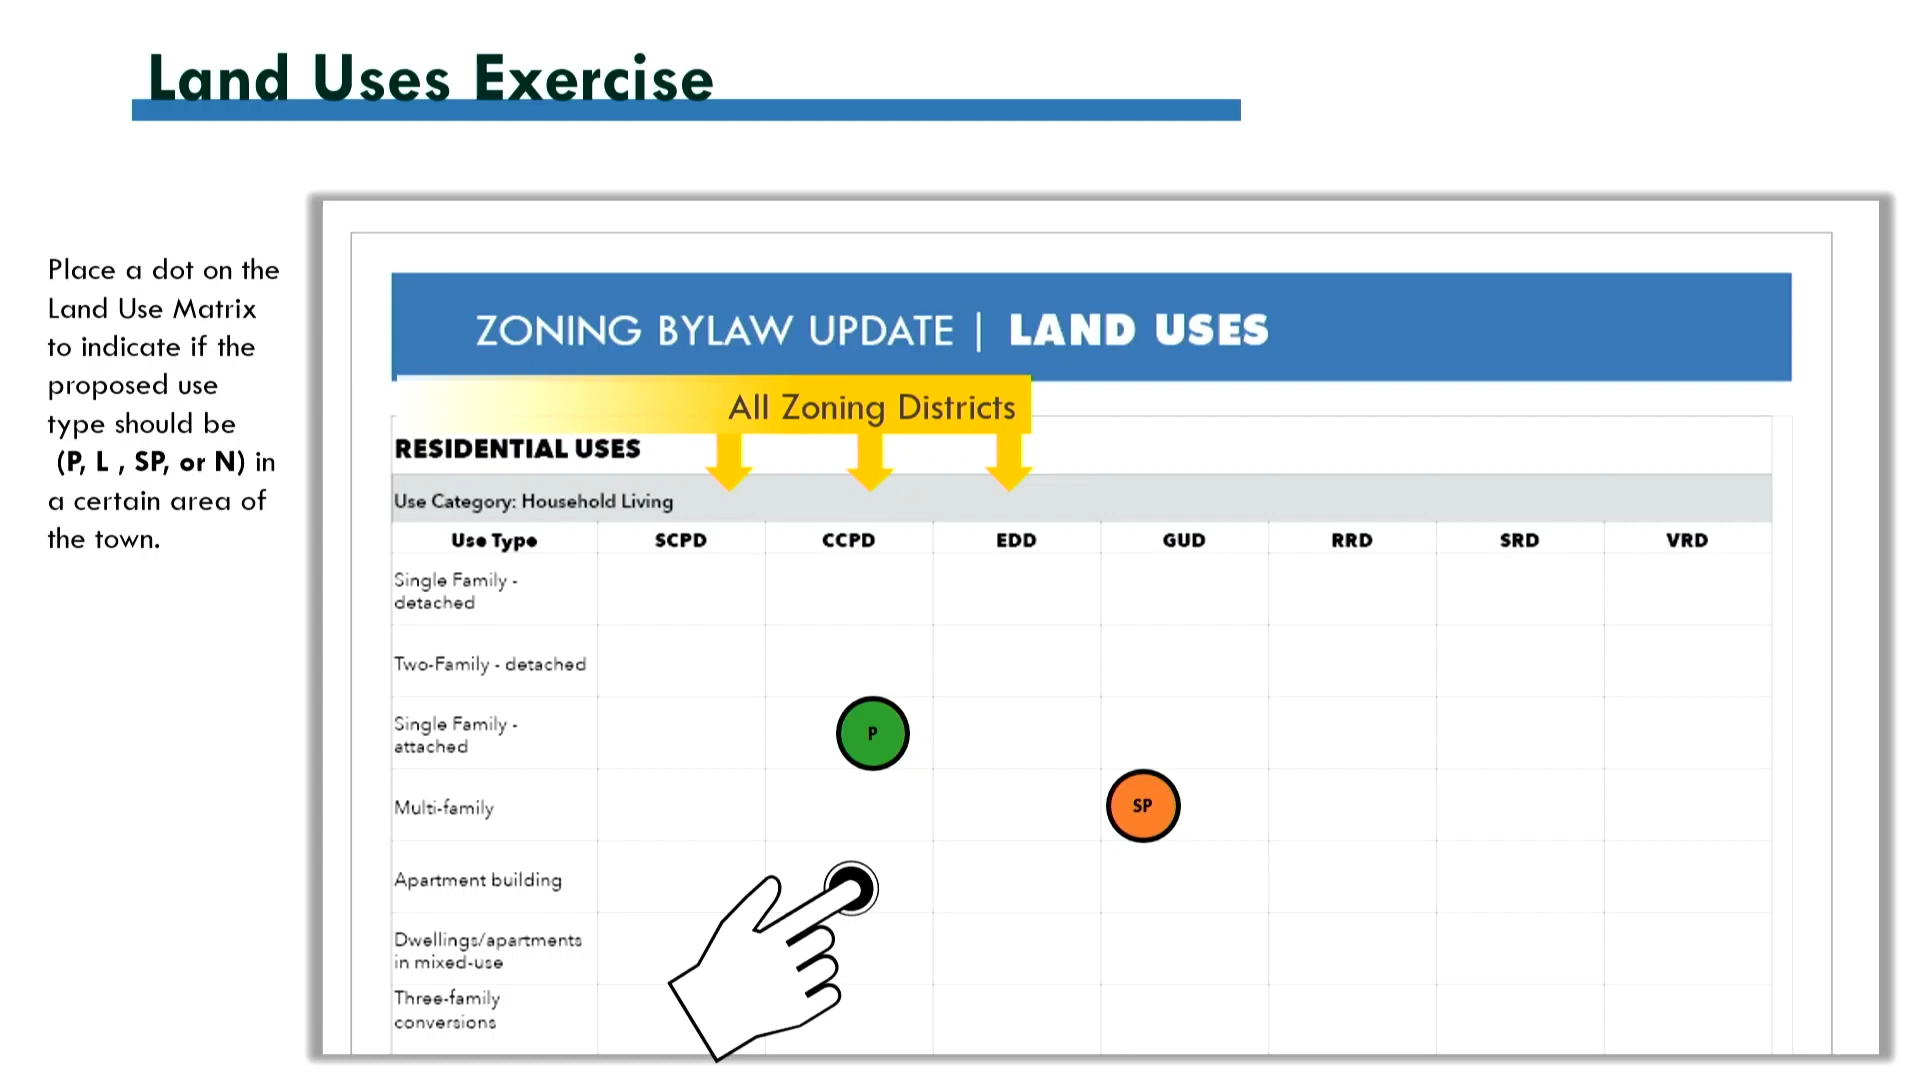 Land Uses Exercise
Place a dot on the
Land Use Matrix
to indicate if the
proposed use
type should be
(P, L , SP, or N) in
a certain area of
the town.
ZONING BYLAW UPDATE | LAND USES
All Zoning Districts
RESIDENTIAL USES
Use Category: Household Living
Use Type SCPD CCPD EDD GUD RRD SRD VRD
Single Family -
detached
Two-Family - detached
Single Family -
attached
P
Multi-family
SP
Apartment building
Dwellings/apartments
in mixed-use
Three-family
conversions